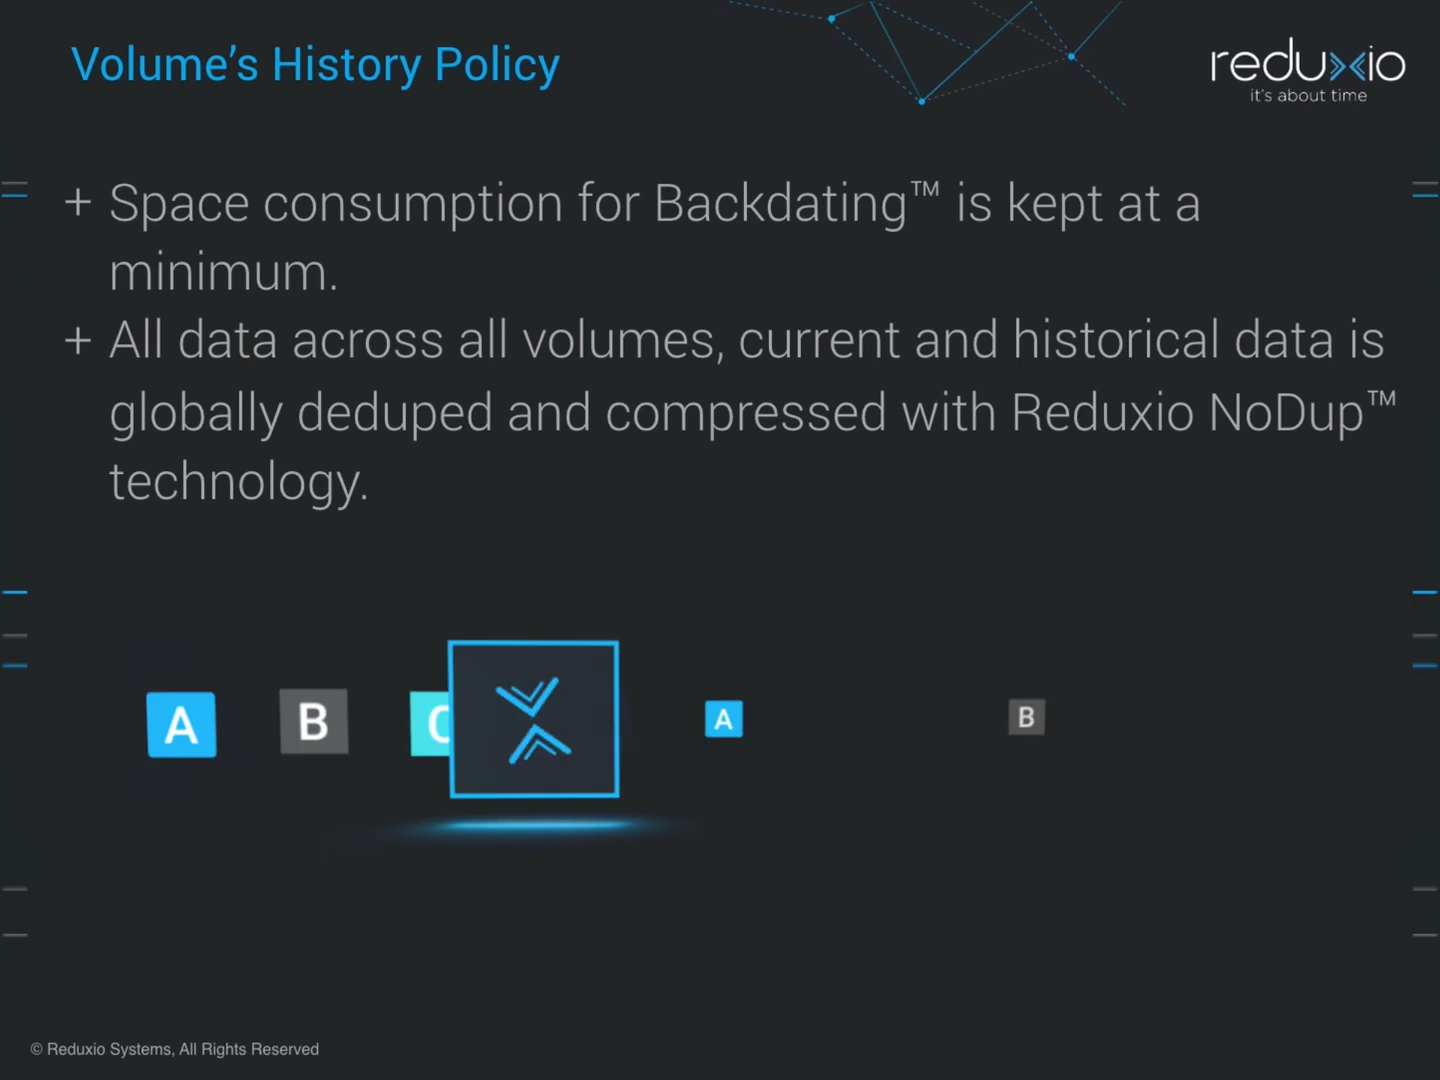 Volume’s History Policy
reduxio
it's about time
+ Space consumption for Backdating™ is kept at a
minimum.
+ All data across all volumes, current and historical data is
globally deduped and compressed with Reduxio NoDup™
technology.
A B C A B
© Reduxio Systems, All Rights Reserved